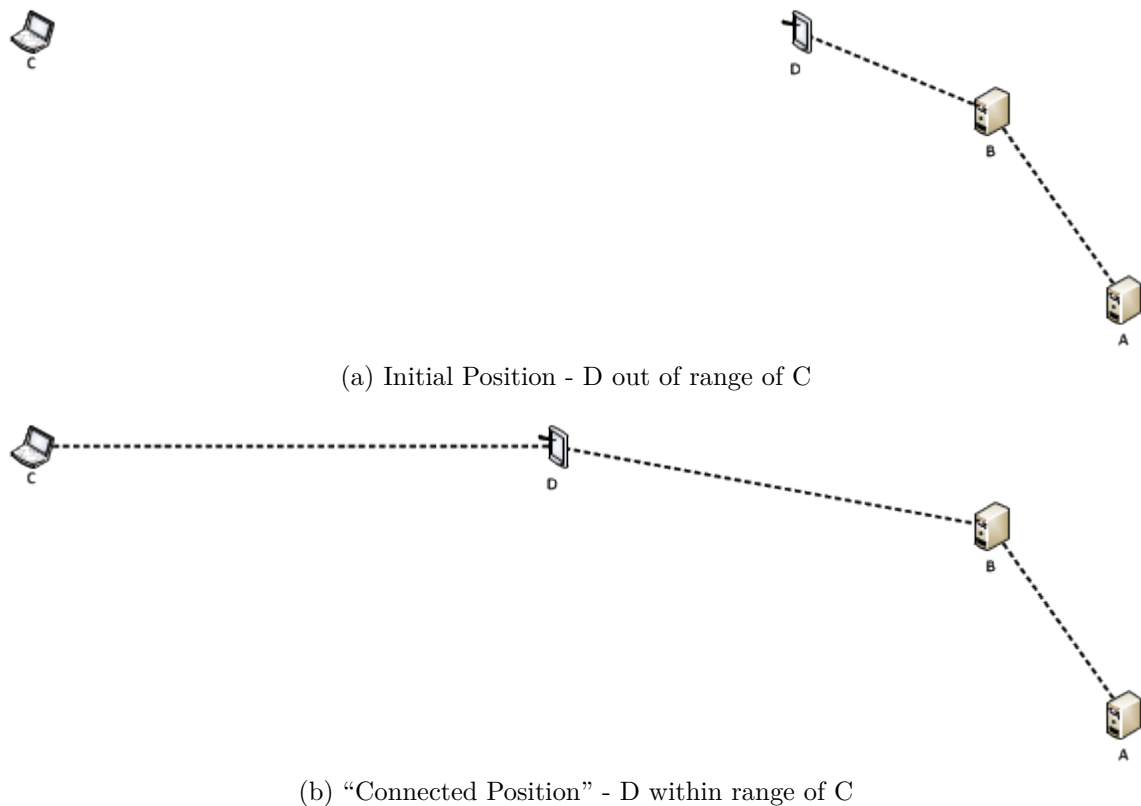 C
D
B
A
(a) Initial Position - D out of range of C
C
D
B
A
(b) “Connected Position” - D within range of C